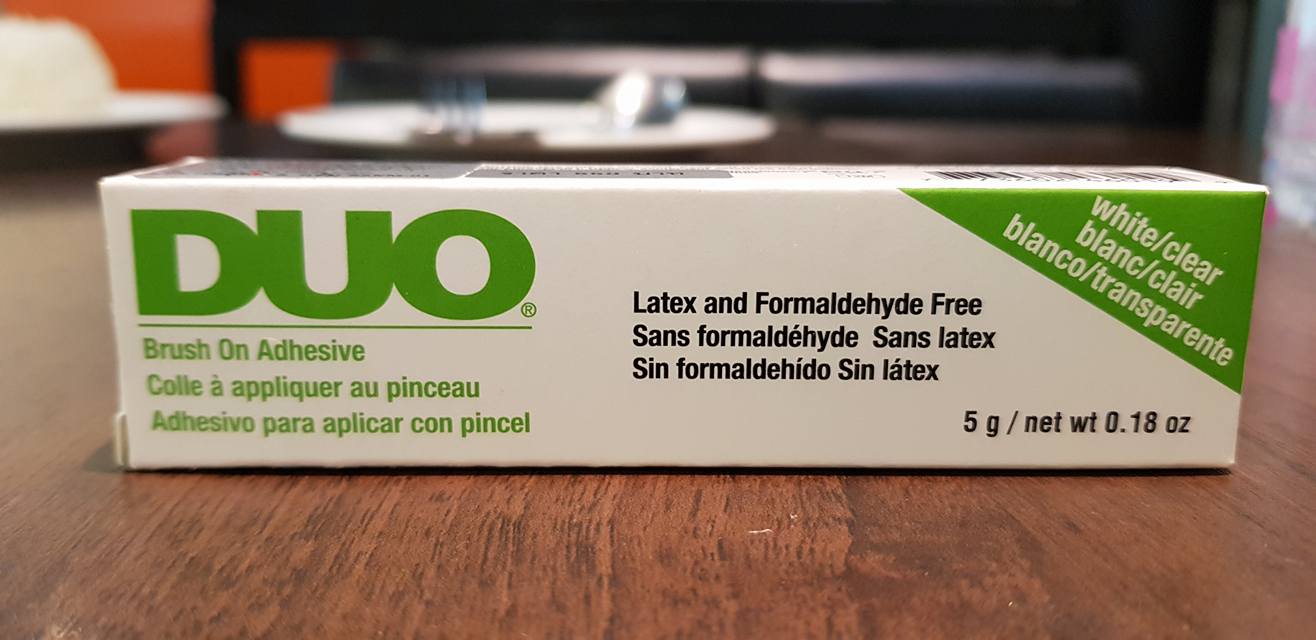 DUO®
Brush On Adhesive
Colle à appliquer au pinceau
Adhesivo para aplicar con pincel
Latex and Formaldehyde Free
Sans formaldéhyde Sans latex
Sin formaldehído Sin látex
5 g / net wt 0.18 oz
white/clear
blanc/clair
blanco/transparente